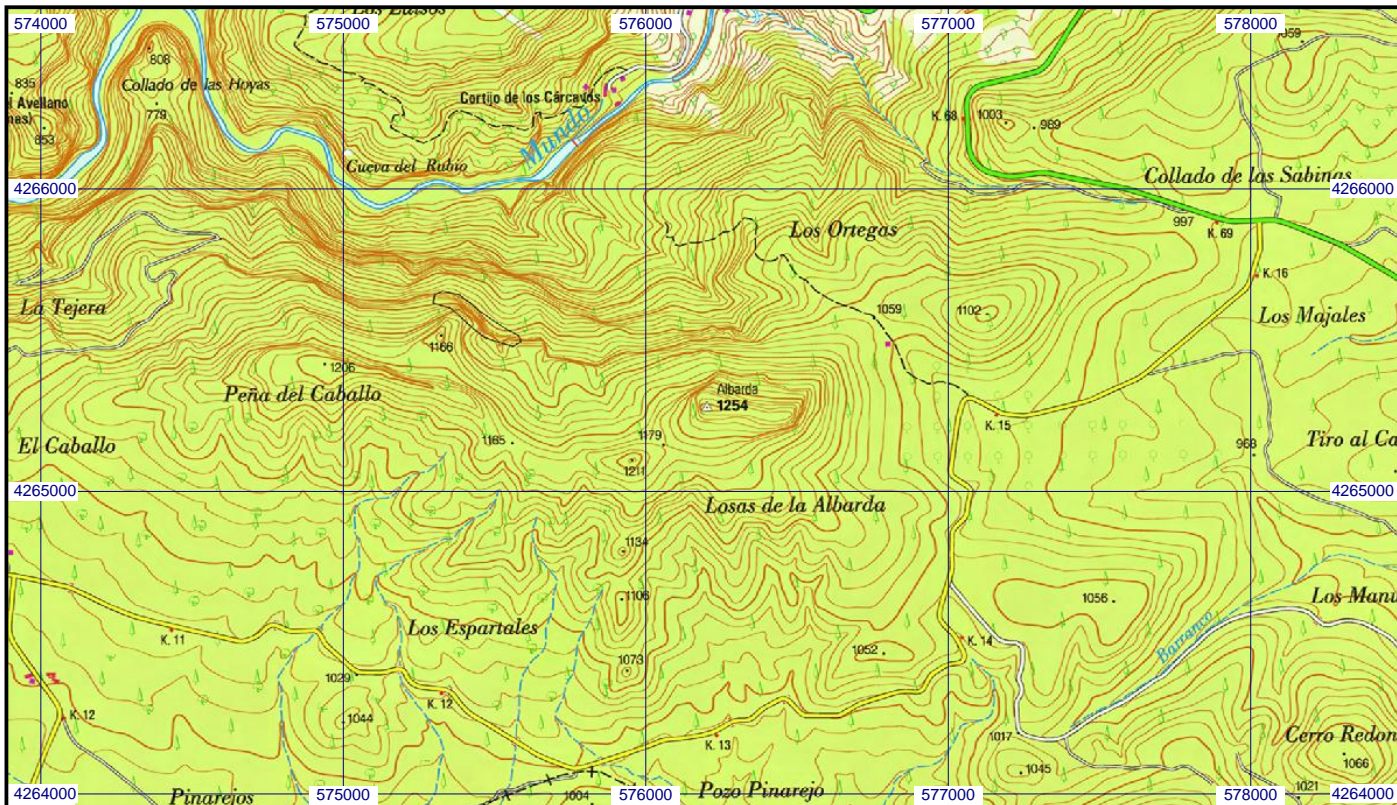 Los Luisos
574000
575000
576000
577000
578000
1059
808
835
Collado de las Hoyas
779
l Avellano
nas)
853
Cortijo de los Cárcavos
Mundo
K. 68
1003
989
Cueva del Rubio
4266000
Collado de las Sabinas
4266000
997
K. 69
Los Ortegas
K. 16
La Tejera
1059
1102
Los Majales
1166
1206
Peña del Caballo
Albarda
1254
K. 15
El Caballo
1165
1179
1211
968
Tiro al Ca
4265000
4265000
Losas de la Albarda
1134
1106
1056
Los Manu
K. 11
Los Espartales
K. 14
Barranco
1073
1052
1029
K. 12
K. 12
1044
K. 13
1017
Cerro Redon
1066
1045
4264000
Pinarejos
575000
1004
576000
Pozo Pinarejo
577000
1021
578000
4264000